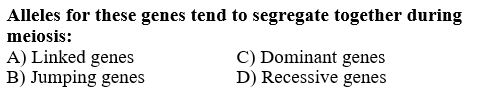 Alleles for these genes tend to segregate together during
meiosis:
A) Linked genes C) Dominant genes
B) Jumping genes D) Recessive genes